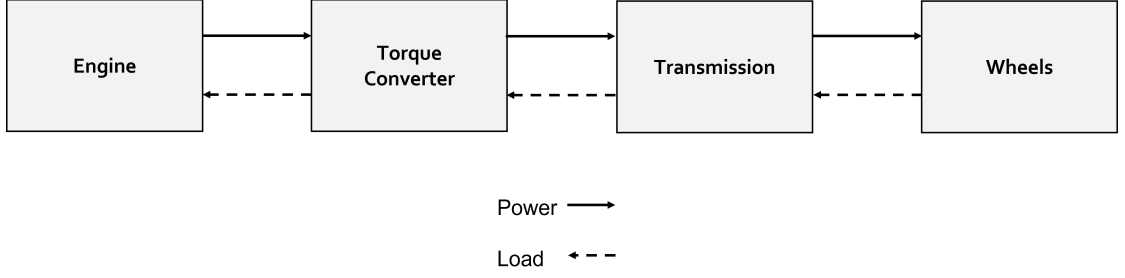 Engine
Torque
Converter
Transmission
Wheels
Power
Load